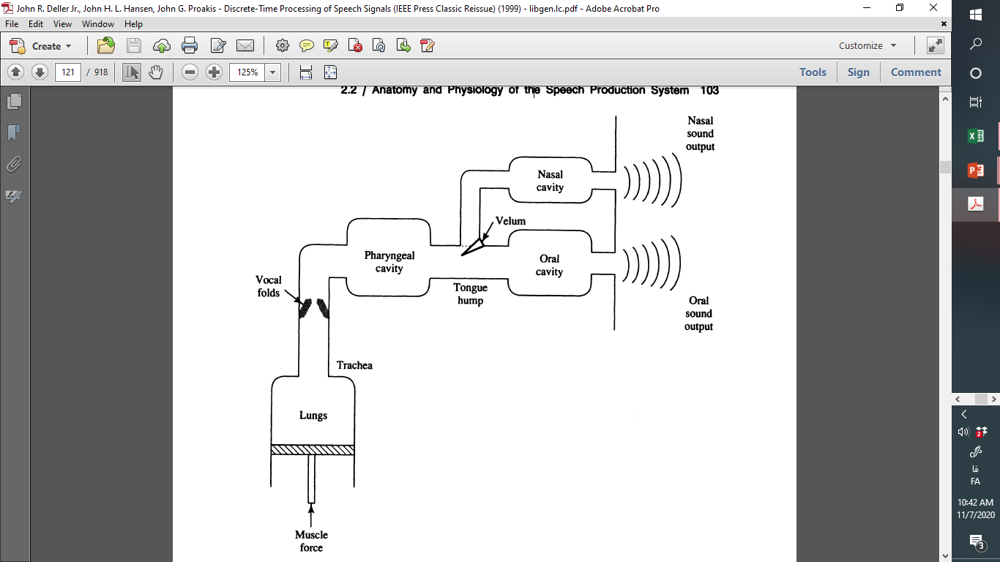 John R. Deller Jr., John H. L. Hansen, John G. Proakis - Discrete-Time Processing of Speech Signals (IEEE Press Classic Reissue) (1999) - libgen.lc.pdf - Adobe Acrobat Pro
File Edit View Window Help
Create
Customize
121 / 918
125%
Tools Sign Comment
2.2 / Anatomy and Physiology of the Speech Production System 103
Nasal
sound
output
Nasal
cavity
Velum
Pharyngeal
cavity
Oral
cavity
Vocal
folds
Tongue
hump
Oral
sound
output
Trachea
Lungs
Muscle
force
2
فا
FA
10:42 AM
11/7/2020
3